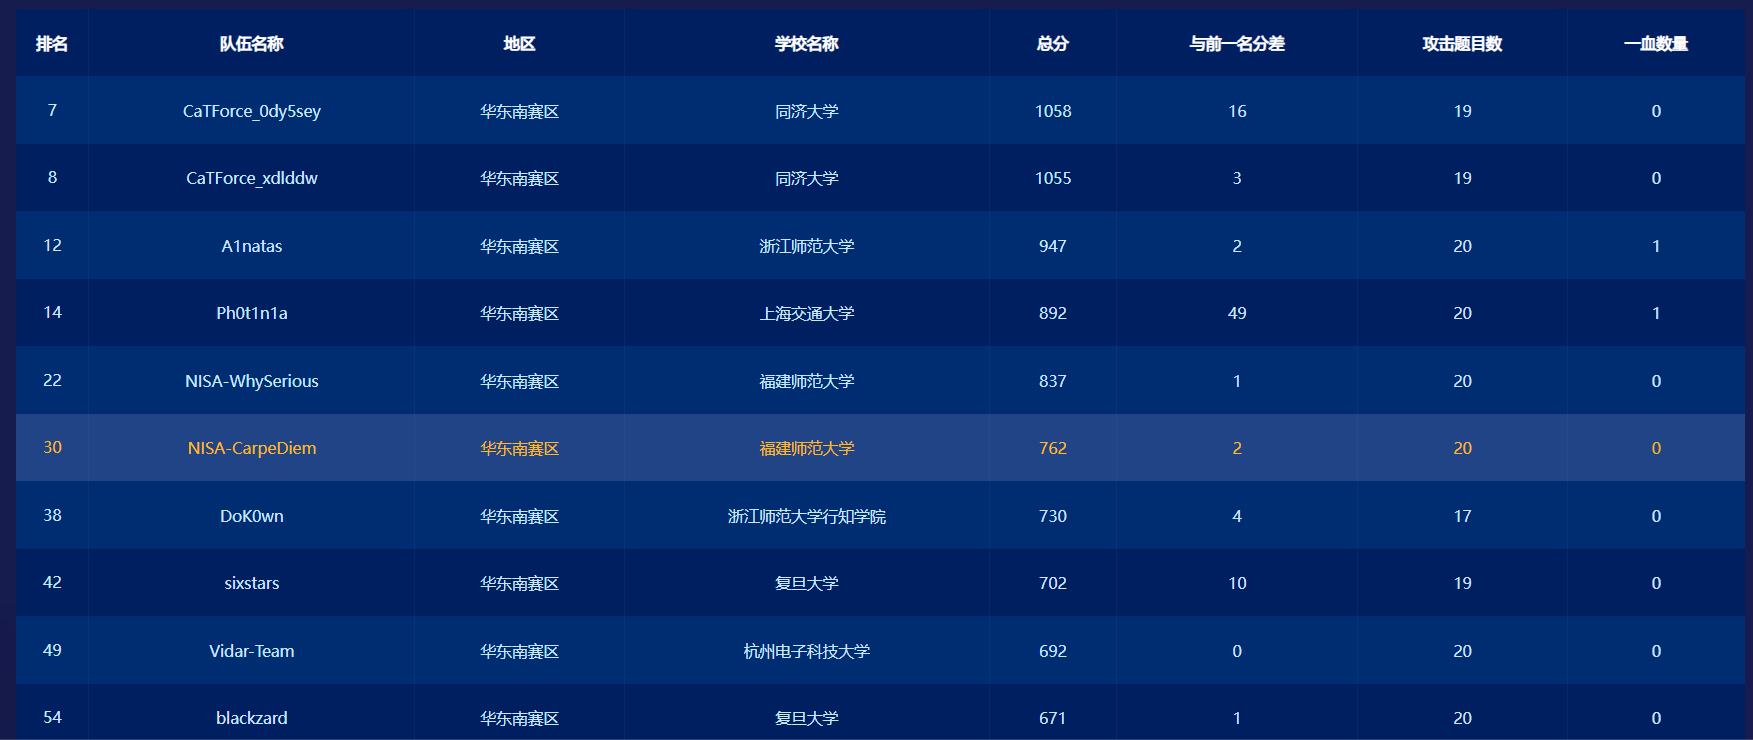 排名 队伍名称 地区 学校名称 总分 与前一名分差 攻击题目数 一血数量
7 CaTForce_0dy5sey 华东南赛区 同济大学 1058 16 19 0
8 CaTForce_xdlddw 华东南赛区 同济大学 1055 3 19 0
12 A1natas 华东南赛区 浙江师范大学 947 2 20 1
14 Ph0t1n1a 华东南赛区 上海交通大学 892 49 20 1
22 NISA-WhySerious 华东南赛区 福建师范大学 837 1 20 0
30 NISA-CarpeDiem 华东南赛区 福建师范大学 762 2 20 0
38 DoK0wn 华东南赛区 浙江师范大学行知学院 730 4 17 0
42 sixstars 华东南赛区 复旦大学 702 10 19 0
49 Vidar-Team 华东南赛区 杭州电子科技大学 692 0 20 0
54 blackzard 华东南赛区 复旦大学 671 1 20 0